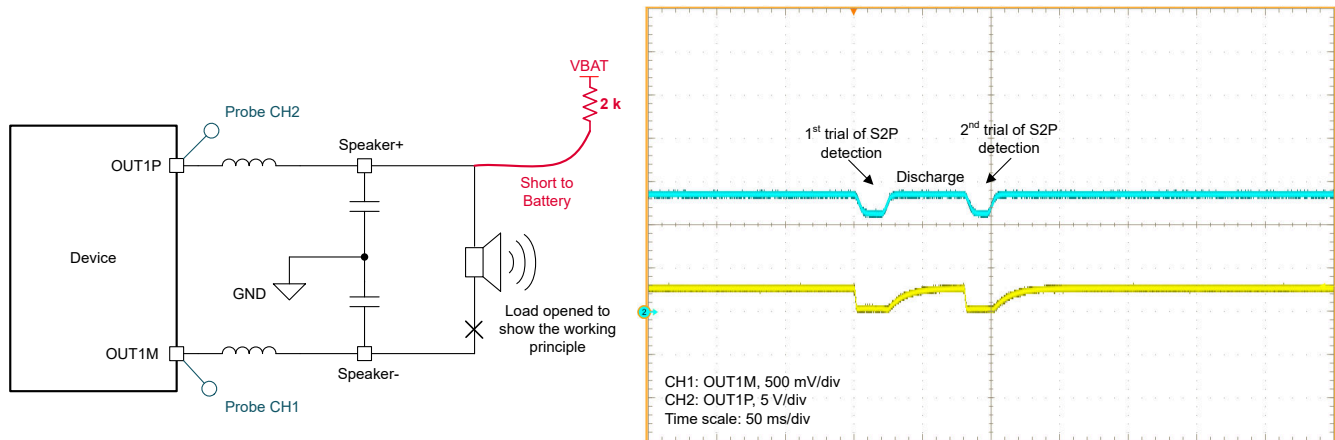 VBAT
2 k
Probe CH2
OUT1P
Speaker+
Short to
Battery
Device
GND
Load opened to
show the working
principle
OUT1M
Speaker-
Probe CH1
1st trial of S2P
detection
2nd trial of S2P
detection
Discharge
2
CH1: OUT1M, 500 mV/div
CH2: OUT1P, 5 V/div
Time scale: 50 ms/div